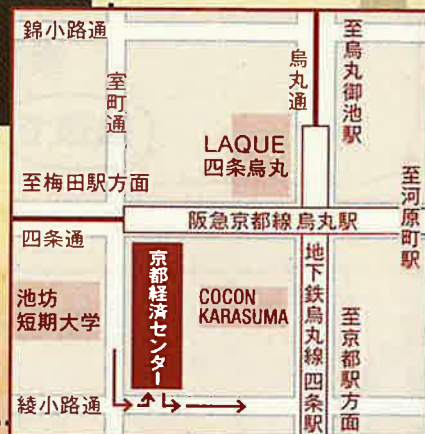 錦小路通
室町通
烏丸通
至烏丸御池駅
LAQUE
四条烏丸
至梅田駅方面
至河原町駅
阪急京都線 烏丸駅
四条通
京都経済センター
地下鉄烏丸線 四条駅
池坊
短期大学
COCON
KARASUMA
至京都駅方面
綾小路通